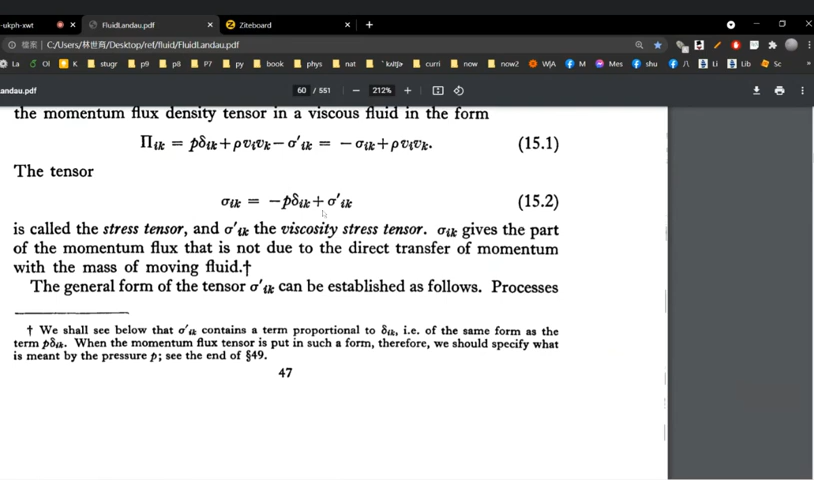 -ukph-xwt FluidLandau.pdf Ziteboard
檔案 C:/Users/林世苑/Desktop/ref/fluid/FluidLandau.pdf
La Ol K stugr p9 p8 P7 py book phys nat curri now now2 WJA M Mes shu 八 Li Lib Sc
andau.pdf 60 / 551 212%
the momentum flux density tensor in a viscous fluid in the form
Πik = pδik+ρvivk−σ′ik = −σik+ρvivk. (15.1)
The tensor
σik = −pδik+σ′ik (15.2)
is called the stress tensor, and σ′ik the viscosity stress tensor. σik gives the part
of the momentum flux that is not due to the direct transfer of momentum
with the mass of moving fluid.†
The general form of the tensor σ′ik can be established as follows. Processes
† We shall see below that σ′ik contains a term proportional to δik, i.e. of the same form as the
term pδik. When the momentum flux tensor is put in such a form, therefore, we should specify what
is meant by the pressure p; see the end of §49.
47